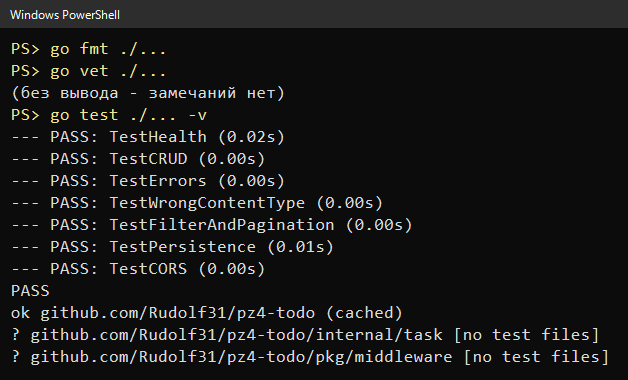 Windows PowerShell
PS> go fmt ./...
PS> go vet ./...
(без вывода - замечаний нет)
PS> go test ./... -v
--- PASS: TestHealth (0.02s)
--- PASS: TestCRUD (0.00s)
--- PASS: TestErrors (0.00s)
--- PASS: TestWrongContentType (0.00s)
--- PASS: TestFilterAndPagination (0.00s)
--- PASS: TestPersistence (0.01s)
--- PASS: TestCORS (0.00s)
PASS
ok github.com/Rudolf31/pz4-todo (cached)
? github.com/Rudolf31/pz4-todo/internal/task [no test files]
? github.com/Rudolf31/pz4-todo/pkg/middleware [no test files]